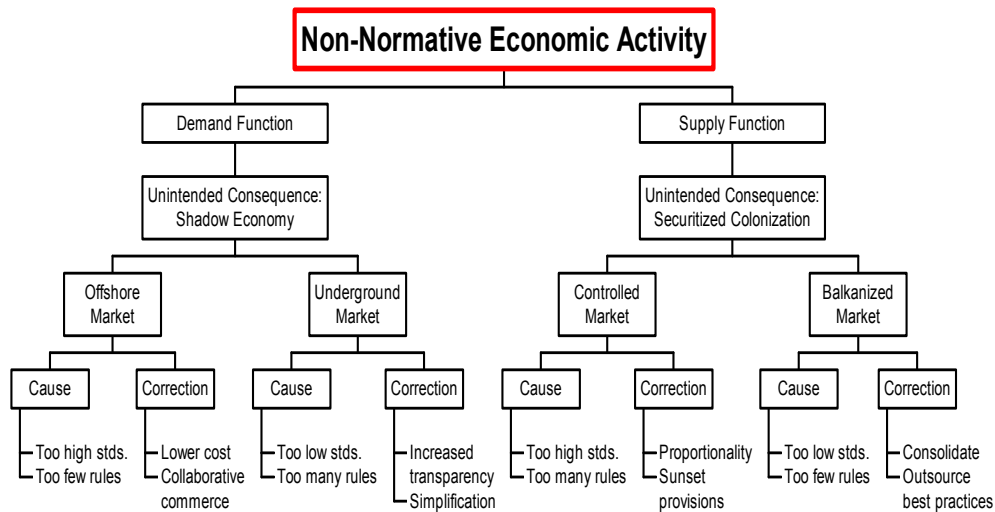 Non-Normative Economic Activity
Demand Function
Supply Function
Unintended Consequence:
Shadow Economy
Unintended Consequence:
Securitized Colonization
Offshore
Market
Underground
Market
Controlled
Market
Balkanized
Market
Cause
Correction
Cause
Correction
Cause
Correction
Cause
Correction
Too high stds.
Too few rules
Lower cost
Collaborative
commerce
Too low stds.
Too many rules
Increased
transparency
Simplification
Too high stds.
Too many rules
Proportionality
Sunset
provisions
Too low stds.
Too few rules
Consolidate
Outsource
best practices